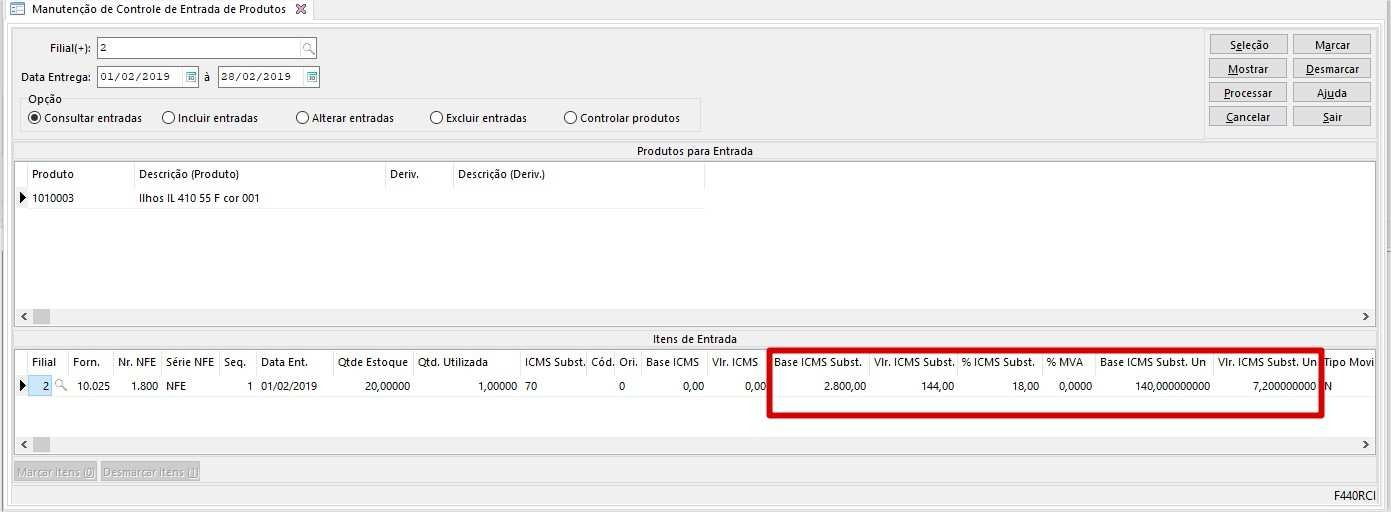 Manutenção de Controle de Entrada de Produtos
Filial(+): 2
Seleção Marcar
Data Entrega: 01/02/2019 à 28/02/2019
Mostrar Desmarcar
Opção
Processar Ajuda
Consultar entradas Incluir entradas Alterar entradas Excluir entradas Controlar produtos
Cancelar Sair
Produtos para Entrada
Produto Descrição (Produto) Deriv. Descrição (Deriv.)
1010003 Ilhos IL 410 55 F cor 001
Itens de Entrada
Filial Forn. Nr. NFE Série NFE Seq. Data Ent. Qtde Estoque Qtd. Utilizada ICMS Subst. Cód. Ori. Base ICMS Vlr. ICMS Base ICMS Subst. Vlr. ICMS Subst. % ICMS Subst. % MVA Base ICMS Subst. Un Vlr. ICMS Subst. Un Tipo Movi
2 10.025 1.800 NFE 1 01/02/2019 20,00000 1,00000 70 0 0,00 0,00 2.800,00 144,00 18,00 0,0000 140,000000000 7,200000000 N
Marcar Itens (0) Desmarcar Itens (1)
F440RCI